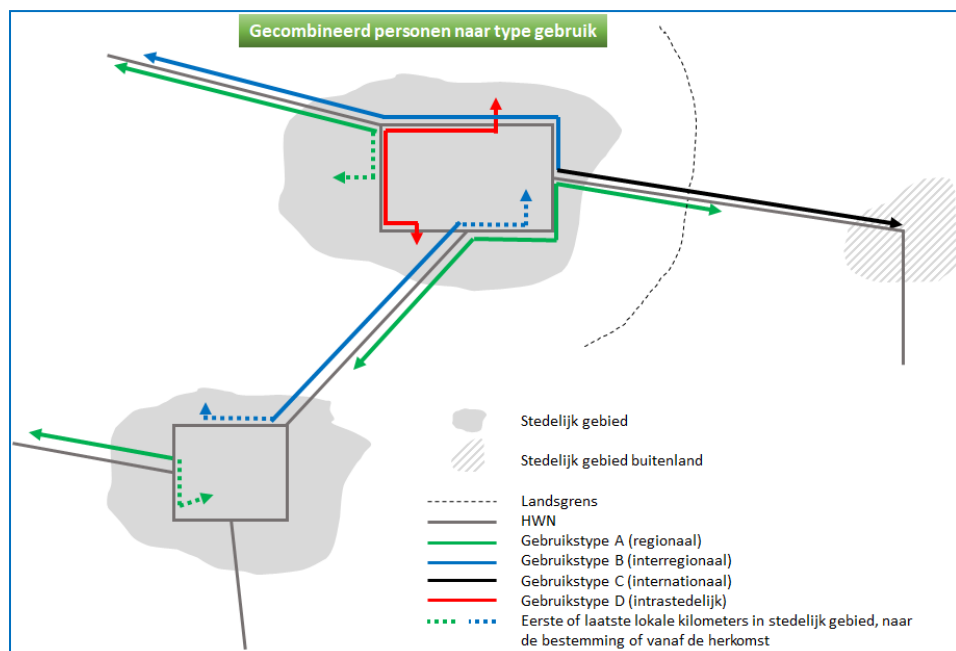 Gecombineerd personen naar type gebruik
Stedelijk gebied
Stedelijk gebied buitenland
Landsgrens
HWN
Gebruikstype A (regionaal)
Gebruikstype B (interregionaal)
Gebruikstype C (internationaal)
Gebruikstype D (intrastedelijk)
Eerste of laatste lokale kilometers in stedelijk gebied, naar
de bestemming of vanaf de herkomst